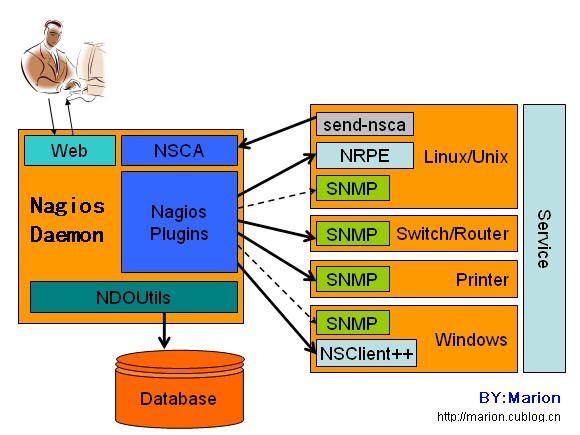 Web
NSCA
Nagios
Daemon
Nagios
Plugins
NDOUtils
Database
send-nsca
NRPE
Linux/Unix
SNMP
SNMP
Switch/Router
SNMP
Printer
SNMP
Windows
NSClient++
Service
BY:Marion
http://marion.cublog.cn